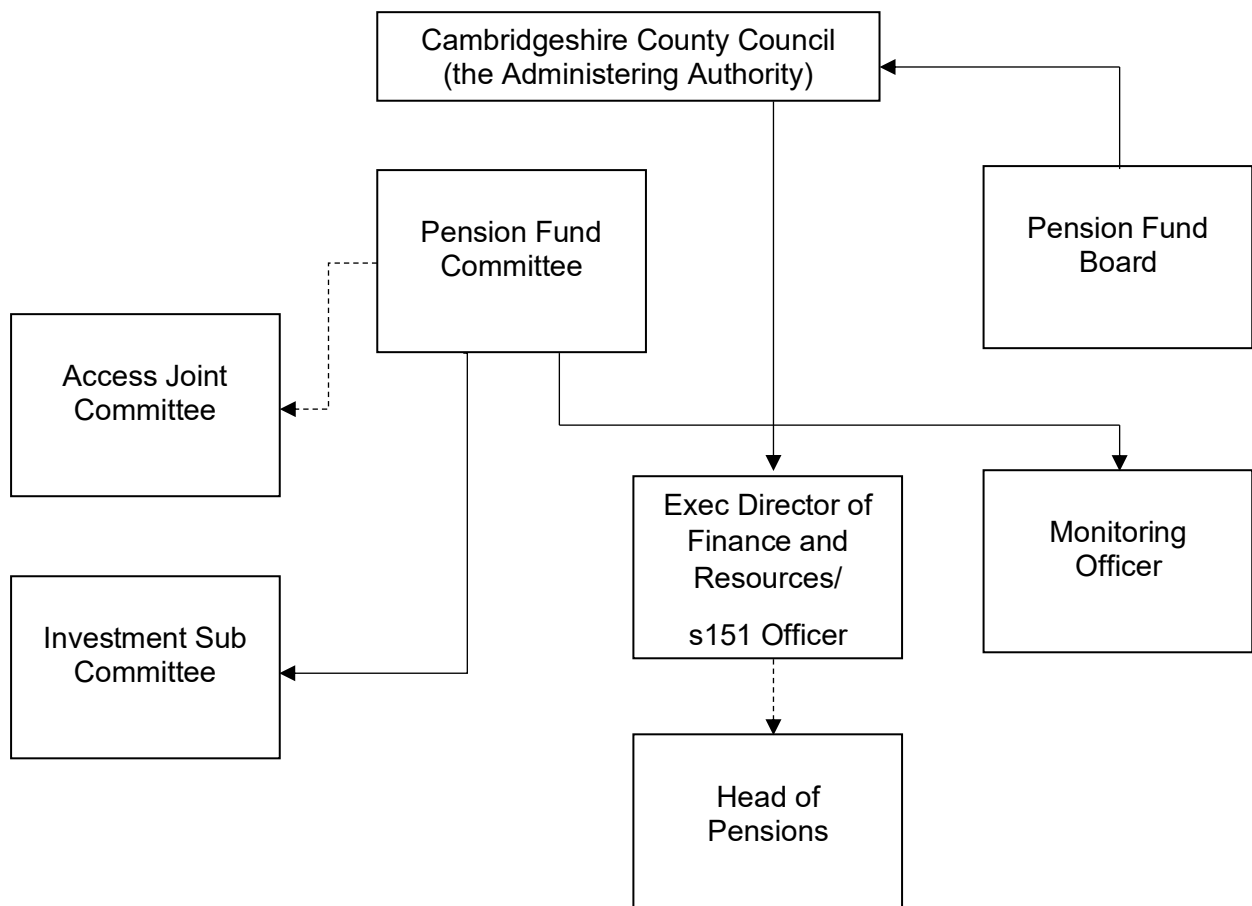 Cambridgeshire County Council
(the Administering Authority)
Pension Fund
Committee
Pension Fund
Board
Access Joint
Committee
Exec Director of
Finance and
Resources/
s151 Officer
Monitoring
Officer
Investment Sub
Committee
Head of
Pensions